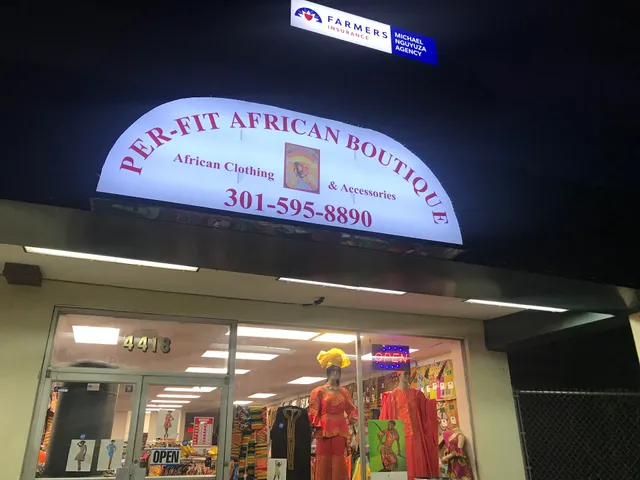 FARMERS
INSURANCE
MICHAEL
NGUYUZA
AGENCY
PER-FIT AFRICAN BOUTIQUE
African Clothing
& Accessories
301-595-8890
4418
OPEN
OPEN